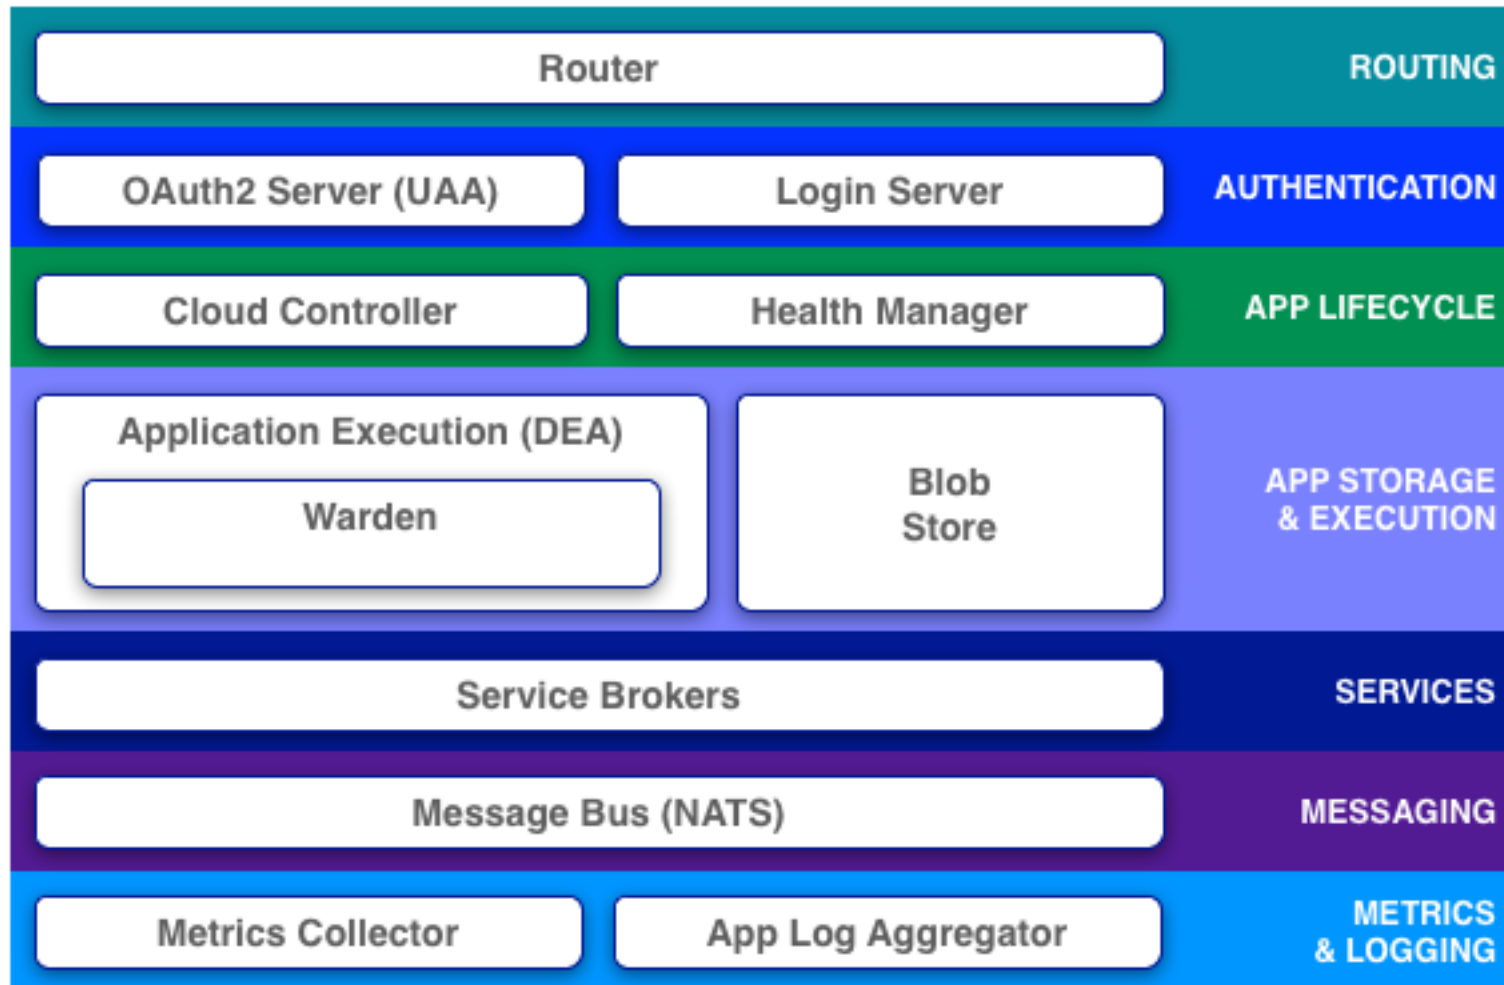 Router
ROUTING
OAuth2 Server (UAA)
Login Server
AUTHENTICATION
Cloud Controller
Health Manager
APP LIFECYCLE
Application Execution (DEA)
Warden
Blob
Store
APP STORAGE
& EXECUTION
Service Brokers
SERVICES
Message Bus (NATS)
MESSAGING
Metrics Collector
App Log Aggregator
METRICS
& LOGGING